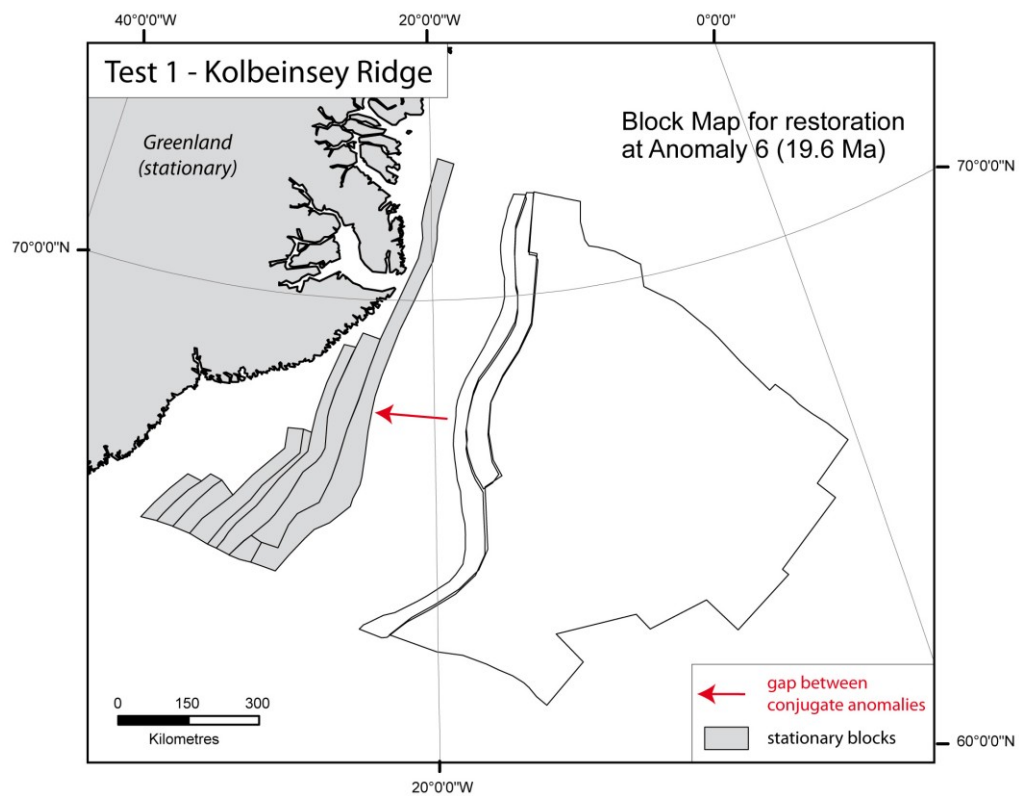 40°0'0"W
20°0'0"W
0°0'0"
Test 1 - Kolbeinsey Ridge
Greenland
(stationary)
Block Map for restoration
at Anomaly 6 (19.6 Ma)
70°0'0"N
70°0'0"N
0
150
300
Kilometres
gap between
conjugate anomalies
stationary blocks
60°0'0"N
20°0'0"W